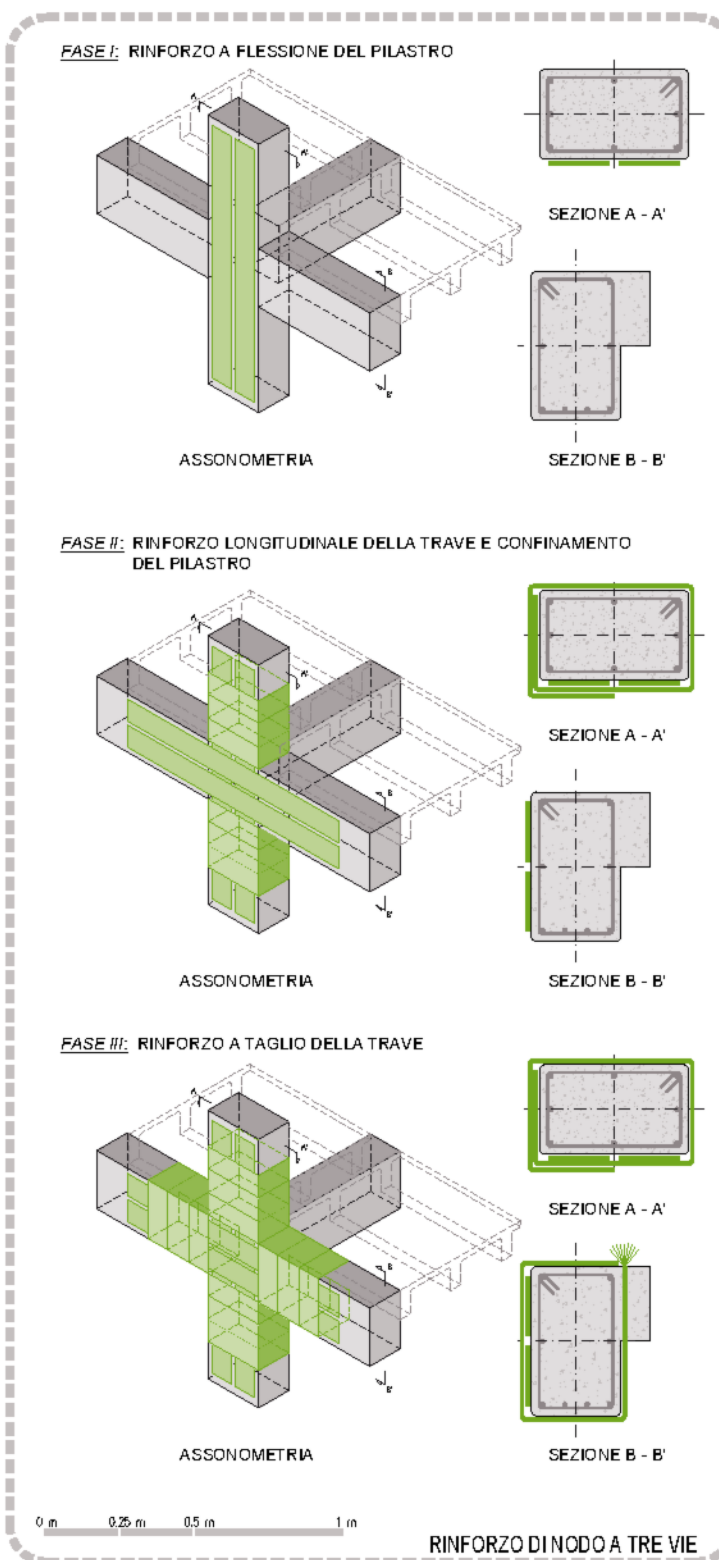 FASE I: RINFORZO A FLESSIONE DEL PILASTRO
A
A'
B
B'
SEZIONE A - A'
ASSONOMETRIA
SEZIONE B - B'
FASE II: RINFORZO LONGITUDINALE DELLA TRAVE E CONFINAMENTO
DEL PILASTRO
A
A'
B
B'
SEZIONE A - A'
ASSONOMETRIA
SEZIONE B - B'
FASE III: RINFORZO A TAGLIO DELLA TRAVE
A
A'
B
B'
SEZIONE A - A'
ASSONOMETRIA
SEZIONE B - B'
0 m 0.25 m 0.5 m 1 m
RINFORZO DI NODO A TRE VIE